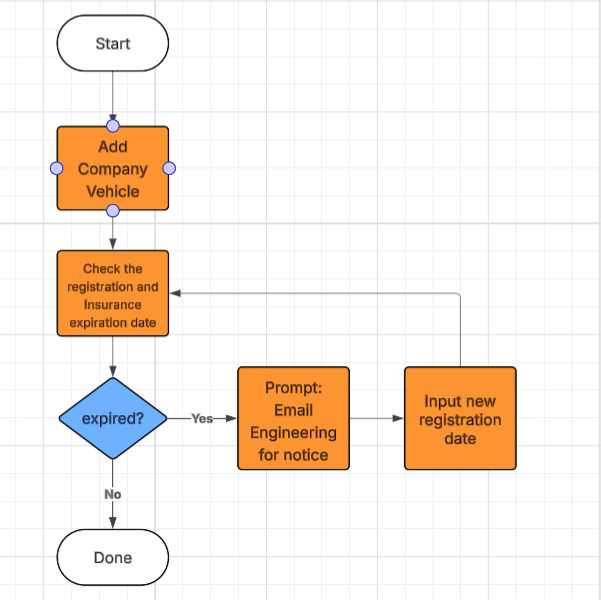 Start
Add
Company
Vehicle
Check the
registration and
Insurance
expiration date
expired?
Yes
Prompt:
Email
Engineering
for notice
Input new
registration
date
No
Done